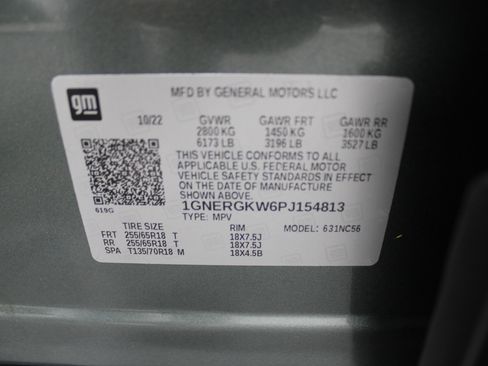 gm
MFD BY GENERAL MOTORS LLC
10/22 GVWR GAWR FRT GAWR RR
2800 KG 1450 KG 1600 KG
6173 LB 3196 LB 3527 LB
THIS VEHICLE CONFORMS TO ALL
APPLICABLE U.S. FEDERAL MOTOR
VEHICLE SAFETY STANDARDS IN EFFECT
ON THE DATE OF MANUFACTURE
SHOWN ABOVE.
619G
1GNERGKW6PJ154813
TYPE: MPV MODEL: 631NC56
TIRE SIZE RIM
FRT 255/65R18 T 18X7.5J
RR 255/65R18 T 18X7.5J
SPA T135/70R18 M 18X4.5B